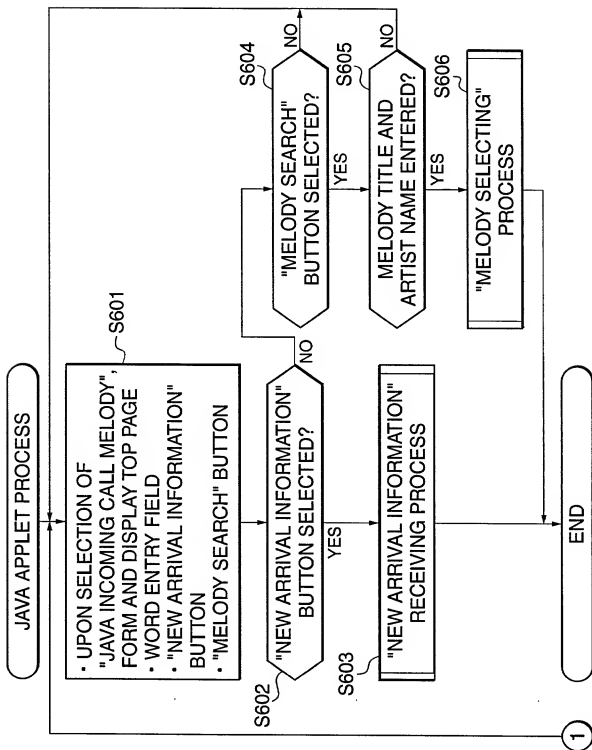 JAVA APPLET PROCESS
S601
· UPON SELECTION OF
"JAVA INCOMING CALL MELODY",
FORM AND DISPLAY TOP PAGE
· WORD ENTRY FIELD
· "NEW ARRIVAL INFORMATION"
BUTTON
· "MELODY SEARCH" BUTTON
S602
"NEW ARRIVAL INFORMATION"
BUTTON SELECTED?
NO
YES
S603
"NEW ARRIVAL INFORMATION"
RECEIVING PROCESS
S604
"MELODY SEARCH"
BUTTON SELECTED?
NO
YES
S605
MELODY TITLE AND
ARTIST NAME ENTERED?
NO
YES
S606
"MELODY SELECTING"
PROCESS
END
1